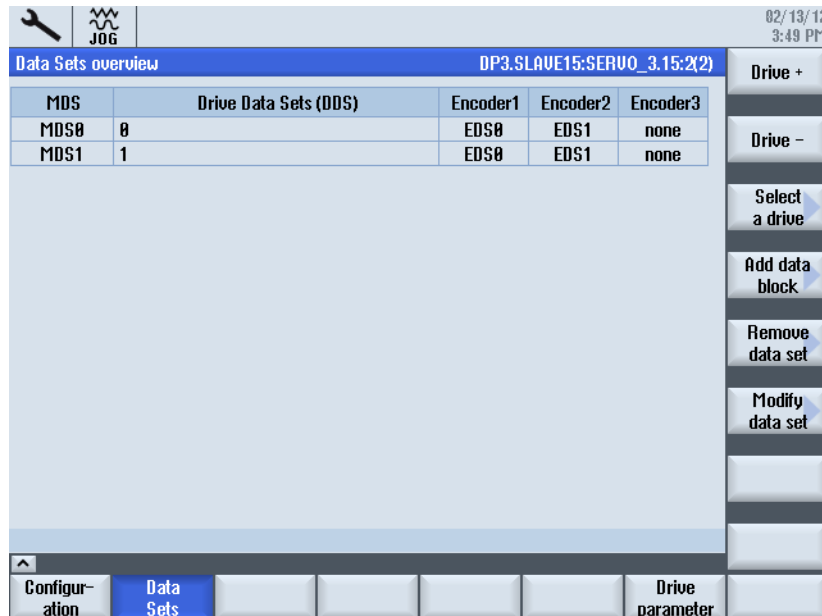 JOG
02/13/12
3:49 PM
Data Sets overview DP3.SLAVE15:SERVO_3.15:2(2)
MDS Drive Data Sets (DDS) Encoder1 Encoder2 Encoder3
MDS0 0 EDS0 EDS1 none
MDS1 1 EDS0 EDS1 none
Drive +
Drive -
Select
a drive
Add data
block
Remove
data set
Modify
data set
Configur-
ation
Data
Sets
Drive
parameter